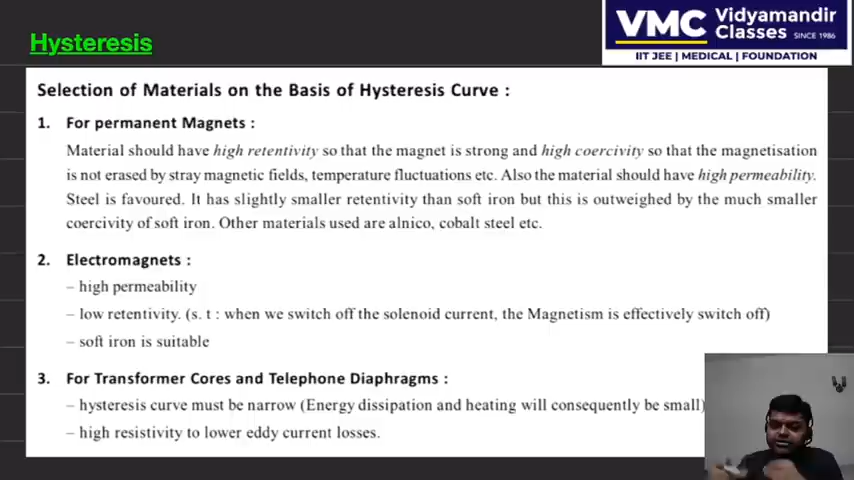 Hysteresis
VMC Vidyamandir Classes SINCE 1986
IIT JEE | MEDICAL | FOUNDATION
Selection of Materials on the Basis of Hysteresis Curve :
1. For permanent Magnets :
Material should have high retentivity so that the magnet is strong and high coercivity so that the magnetisation
is not erased by stray magnetic fields, temperature fluctuations etc. Also the material should have high permeability.
Steel is favoured. It has slightly smaller retentivity than soft iron but this is outweighed by the much smaller
coercivity of soft iron. Other materials used are alnico, cobalt steel etc.
2. Electromagnets :
– high permeability
– low retentivity. (s. t : when we switch off the solenoid current, the Magnetism is effectively switch off)
– soft iron is suitable
3. For Transformer Cores and Telephone Diaphragms :
– hysteresis curve must be narrow (Energy dissipation and heating will consequently be small)
– high resistivity to lower eddy current losses.